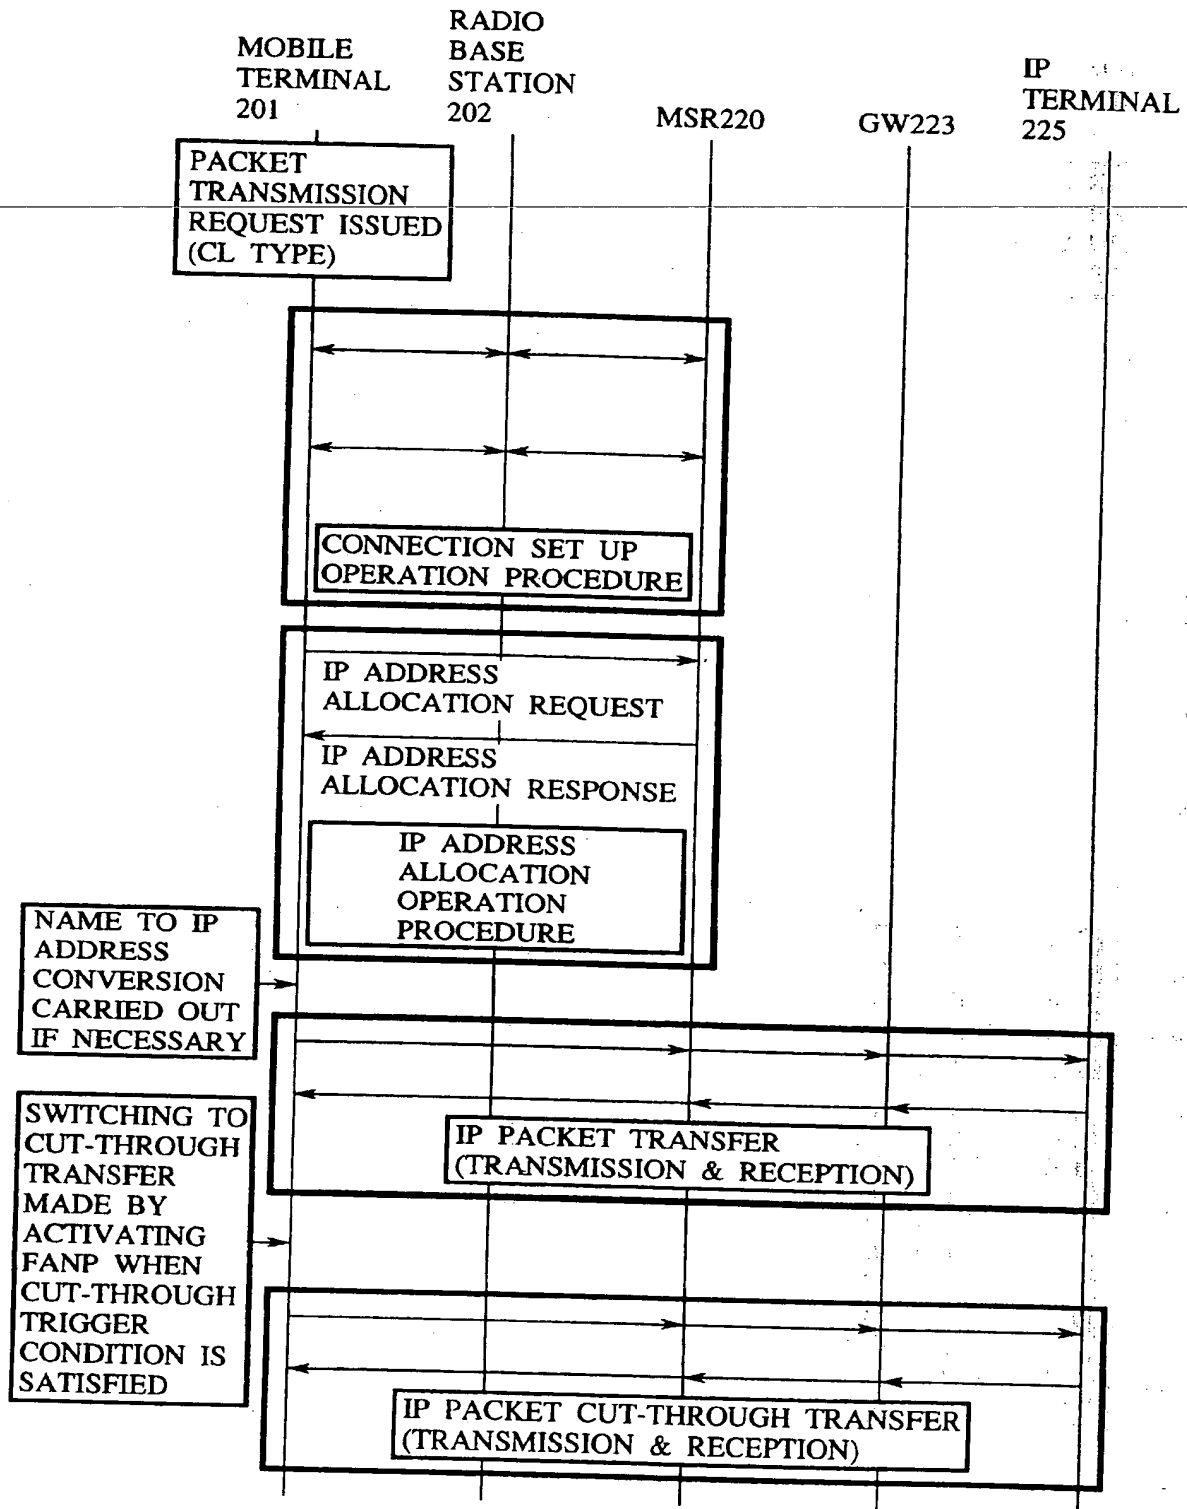 MOBILE
TERMINAL
201
RADIO
BASE
STATION
202
MSR220
GW223
IP
TERMINAL
225
PACKET
TRANSMISSION
REQUEST ISSUED
(CL TYPE)
CONNECTION SET UP
OPERATION PROCEDURE
IP ADDRESS
ALLOCATION REQUEST
IP ADDRESS
ALLOCATION RESPONSE
IP ADDRESS
ALLOCATION
OPERATION
PROCEDURE
NAME TO IP
ADDRESS
CONVERSION
CARRIED OUT
IF NECESSARY
IP PACKET TRANSFER
(TRANSMISSION & RECEPTION)
SWITCHING TO
CUT-THROUGH
TRANSFER
MADE BY
ACTIVATING
FANP WHEN
CUT-THROUGH
TRIGGER
CONDITION IS
SATISFIED
IP PACKET CUT-THROUGH TRANSFER
(TRANSMISSION & RECEPTION)